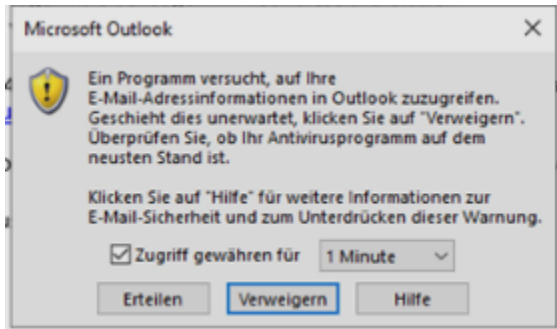 Microsoft Outlook
Ein Programm versucht, auf Ihre
E-Mail-Adressinformationen in Outlook zuzugreifen.
Geschieht dies unerwartet, klicken Sie auf "Verweigern".
Überprüfen Sie, ob Ihr Antivirusprogramm auf dem
neusten Stand ist.
Klicken Sie auf "Hilfe" für weitere Informationen zur
E-Mail-Sicherheit und zum Unterdrücken dieser Warnung.
Zugriff gewähren für 1 Minute
Erteilen Verweigern Hilfe